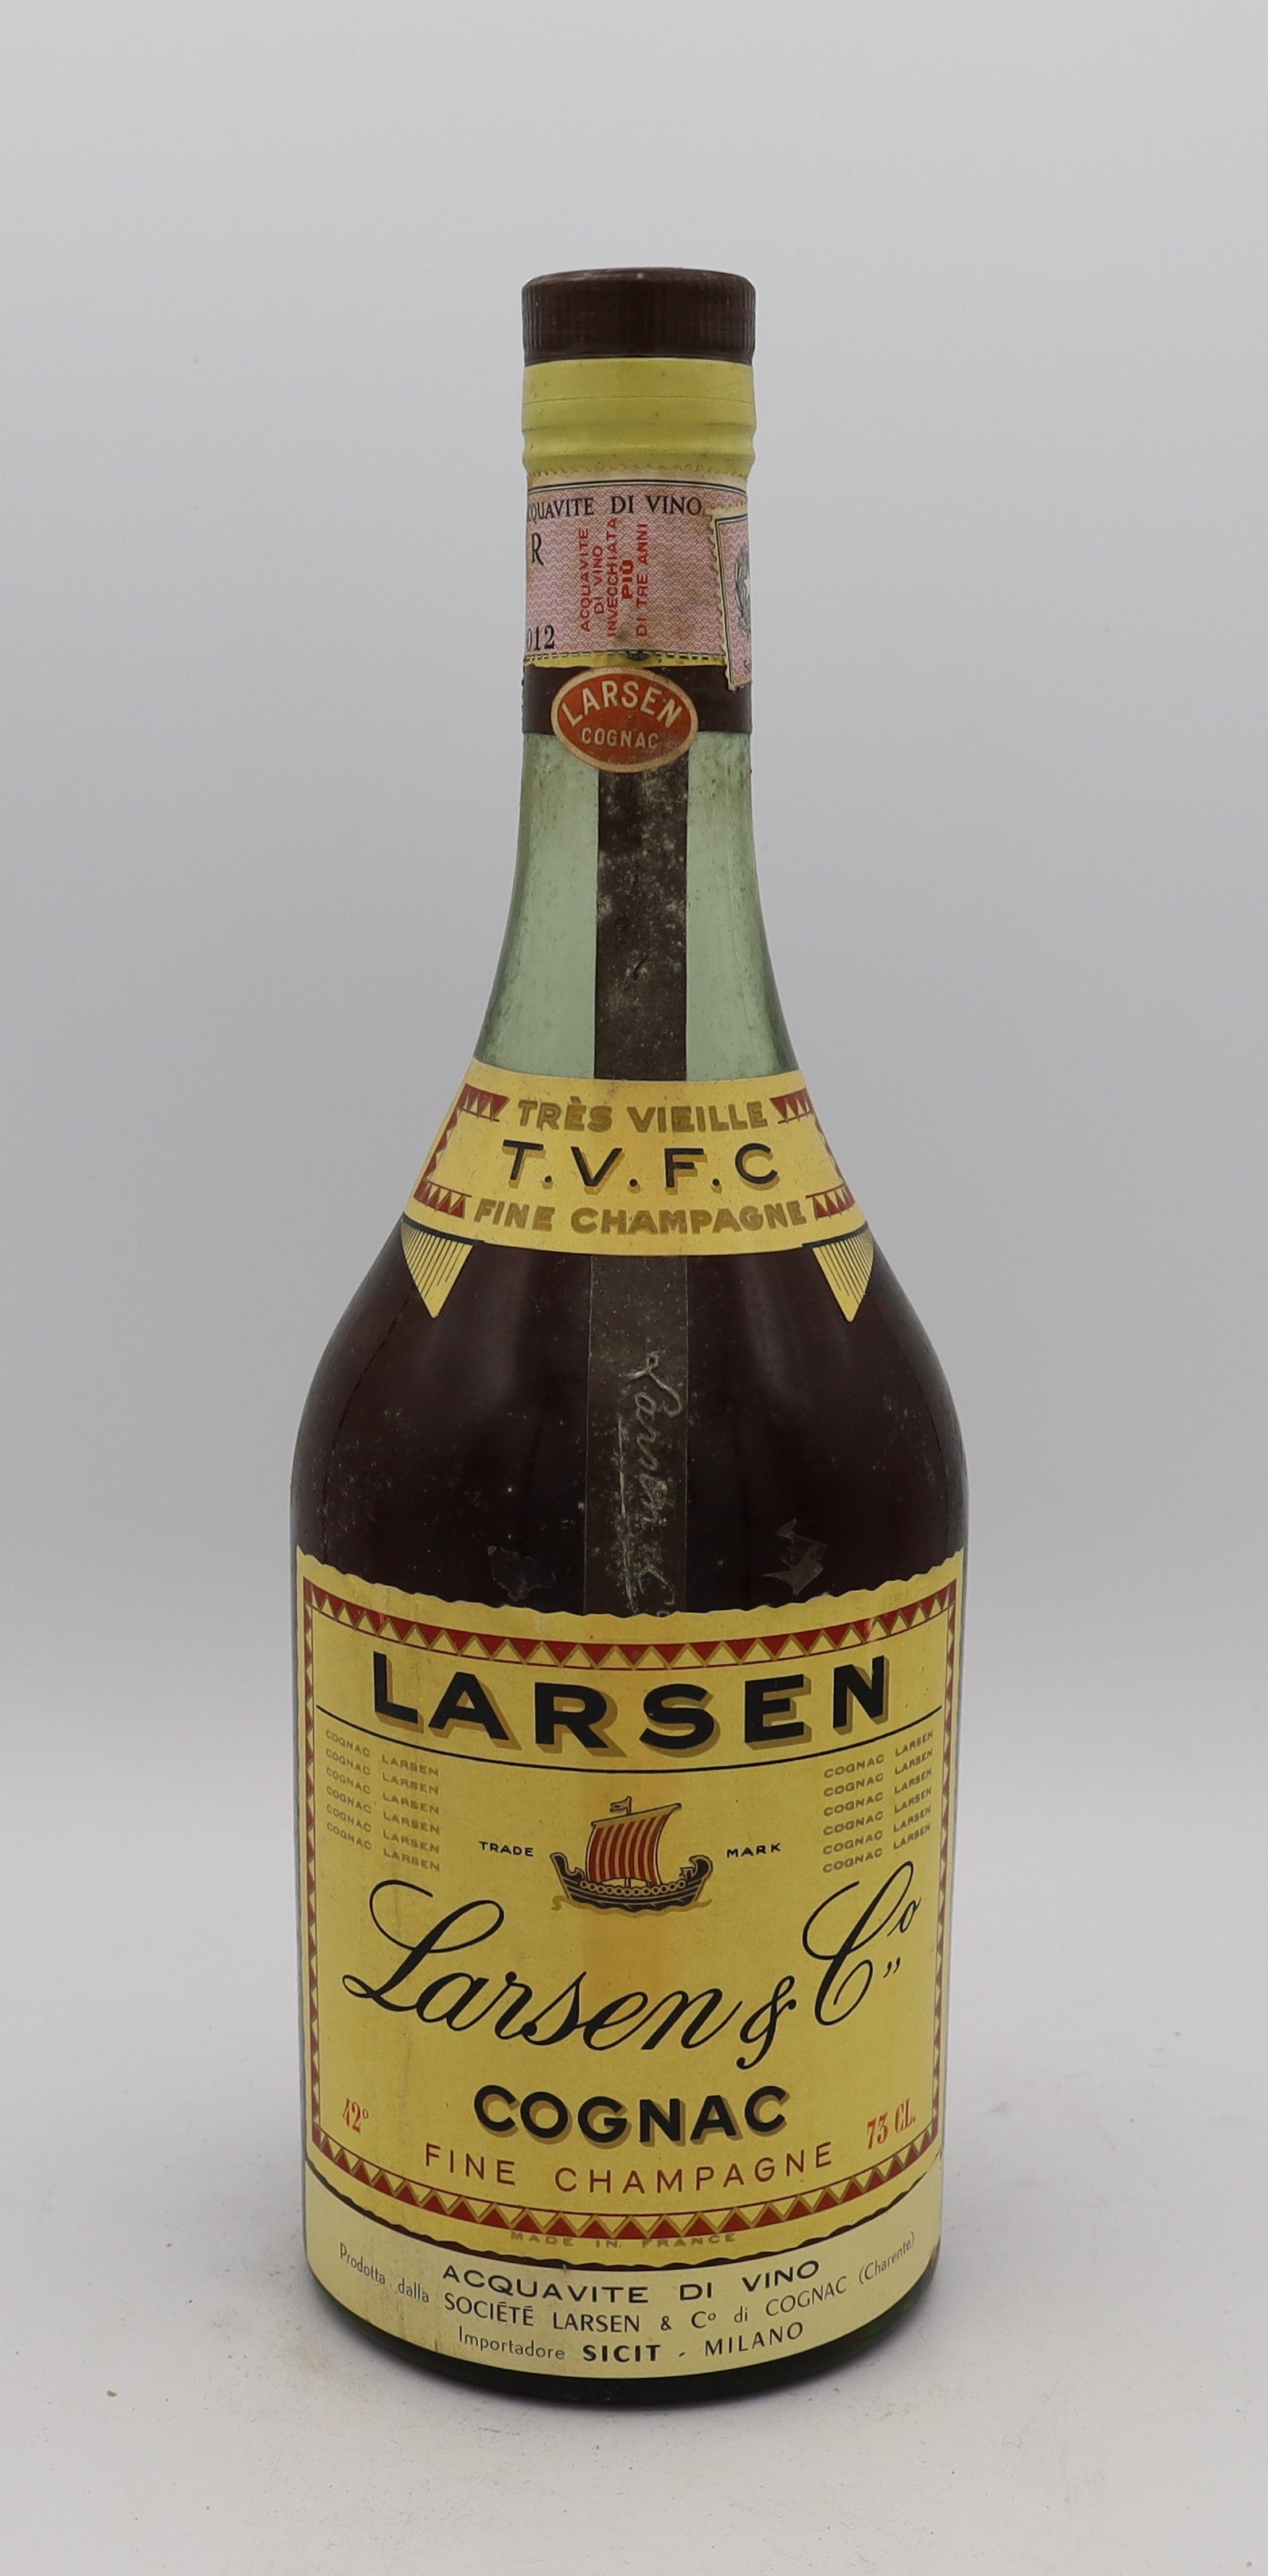 ACQUAVITE DI VINO
R
ACQUAVITE
DI VINO
INVECCHIATA
PIÙ
DI TRE ANNI
012
LARSEN
COGNAC
TRÈS VIEILLE
T.V.F.C
FINE CHAMPAGNE
Larsen & Co
LARSEN
COGNAC LARSEN
COGNAC LARSEN
COGNAC LARSEN
COGNAC LARSEN
COGNAC LARSEN
COGNAC LARSEN
COGNAC LARSEN
COGNAC LARSEN
COGNAC LARSEN
COGNAC LARSEN
COGNAC LARSEN
COGNAC LARSEN
TRADE MARK
Larsen & Co
COGNAC
42° 73 CL.
FINE CHAMPAGNE
MADE IN FRANCE
ACQUAVITE DI VINO
Prodotta dalla SOCIÉTÉ LARSEN & Co di COGNAC (Charente)
Importadore SICIT - MILANO